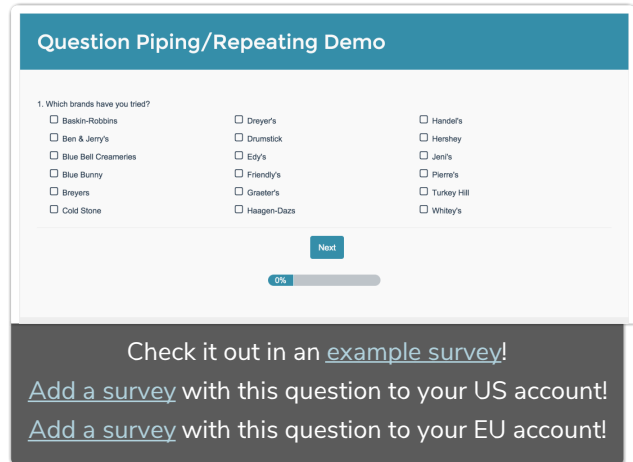 Question Piping/Repeating Demo
1. Which brands have you tried?
Baskin-Robbins
Ben & Jerry's
Blue Bell Creameries
Blue Bunny
Breyers
Cold Stone
Dreyer's
Drumstick
Edy's
Friendly's
Graeter's
Haagen-Dazs
Handel's
Hershey
Jeni's
Pierre's
Turkey Hill
Whitey's
Next
0%
Check it out in an example survey!
Add a survey with this question to your US account!
Add a survey with this question to your EU account!